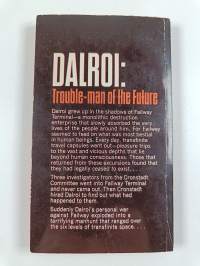 DALROI:
Trouble-man of the Future
Dalroi grew up in the shadows of Failway
Terminal—a monolithic destruction
enterprise that slowly absorbed the very
lives of the people around him. For Failway
seemed to feed on what was most bestial
in human beings. Every day, transfinite
travel capsules went out—pleasure trips
to the vast and vicious depths that lie
beyond human consciousness. Those that
returned from these excursions found that
they had legally ceased to exist. . . .
Three investigators from the Cronstadt
Committee went into Failway Terminal
and never came out. Then Cronstadt
hired Dalroi to find out what had
happened to them.
Suddenly Dalroi's personal war
against Failway exploded into a
terrifying manhunt that ranged over
the six levels of transfinite space. . . .